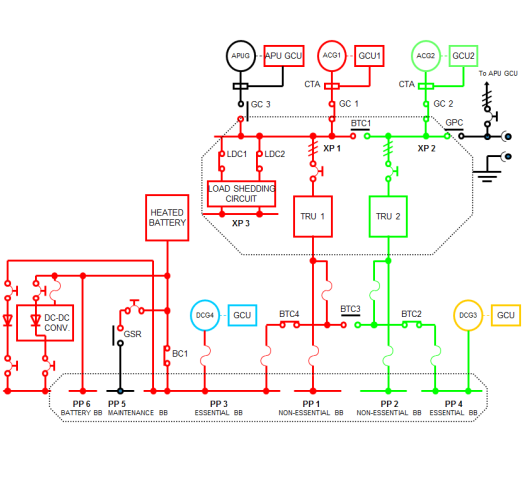 APUG APU GCU ACG1 GCU1 ACG2 GCU2
To APU GCU
CTA CTA
GC 3 GC 1 GC 2
BTC1 GPC
LDC1 LDC2 XP 1 XP 2
LOAD SHEDDING
CIRCUIT
XP 3
HEATED
BATTERY
TRU 1 TRU 2
DC-DC
CONV.
GSR
DCG4 GCU
BTC4 BTC3 BTC2
DCG3 GCU
BC1
PP 6 PP 5 PP 3 PP 1 PP 2 PP 4
BATTERY BB MAINTENANCE BB ESSENTIAL BB NON-ESSENTIAL BB NON-ESSENTIAL BB ESSENTIAL BB